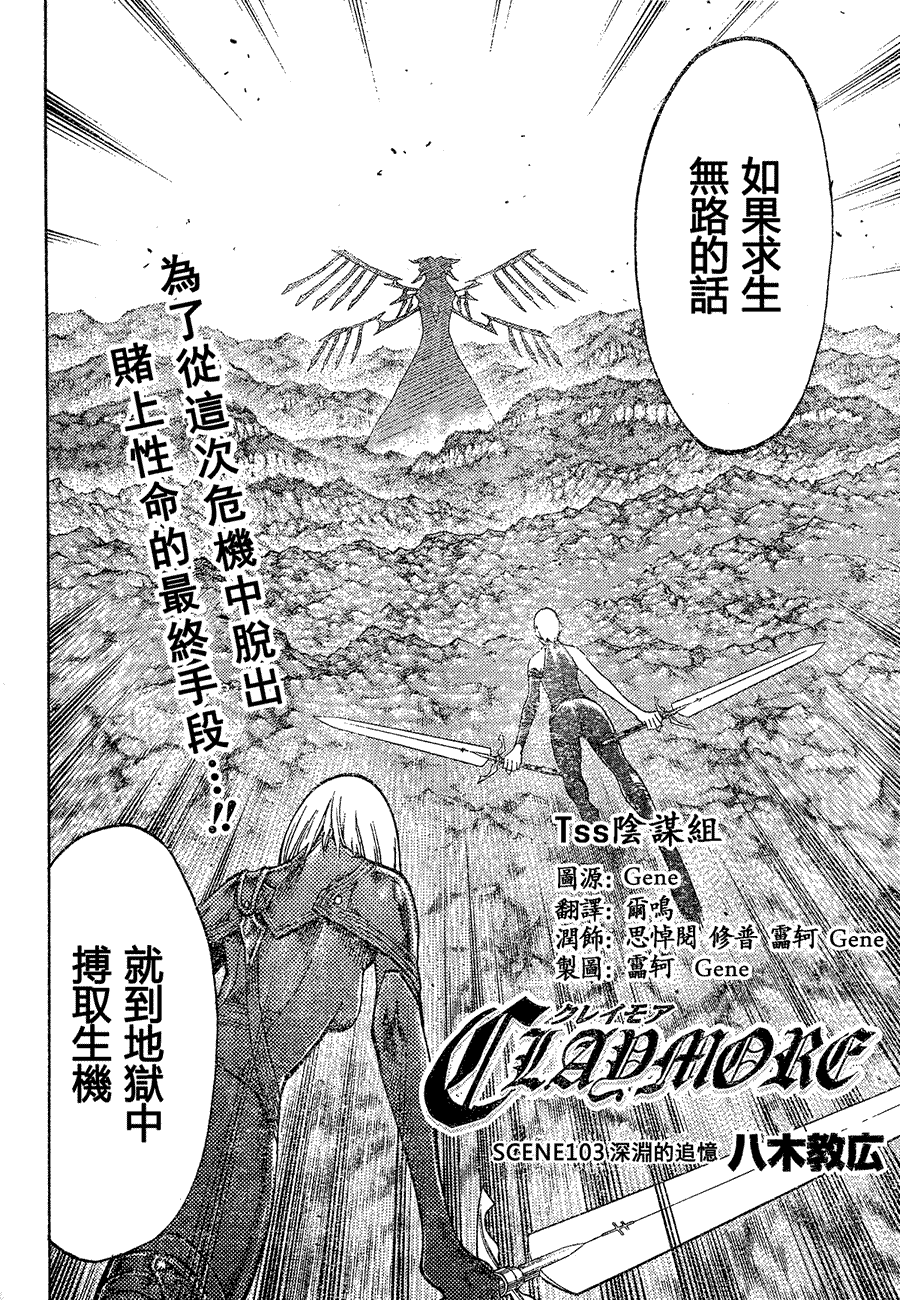 如果求生
無路的話
為了從這次危機中脫出
賭上性命的最終手段…!!
就到地獄中
搏取生機
Tss陰謀組
圖源: Gene
翻譯: 爾鳴
潤飾: 思悼閱 修普 靐轲 Gene
製圖: 靐轲 Gene
クレイモア
CLAYMORE
SCENE103 深淵的追憶 八木教広